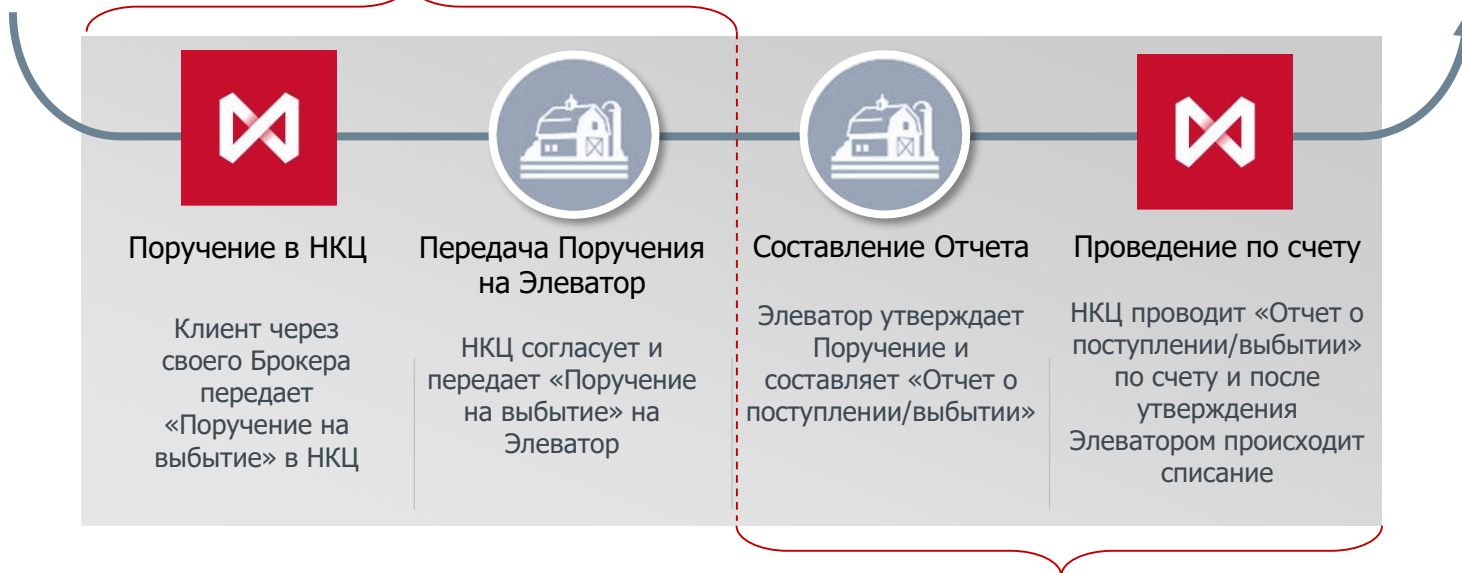 Поручение в НКЦ
Клиент через
своего Брокера
передает
«Поручение на
выбытие» в НКЦ
Передача Поручения
на Элеватор
НКЦ согласует и
передает «Поручение
на выбытие» на
Элеватор
Составление Отчета
Элеватор утверждает
Поручение и
составляет «Отчет о
поступлении/выбытии»
Проведение по счету
НКЦ проводит «Отчет о
поступлении/выбытии»
по счету и после
утверждения
Элеватором происходит
списание